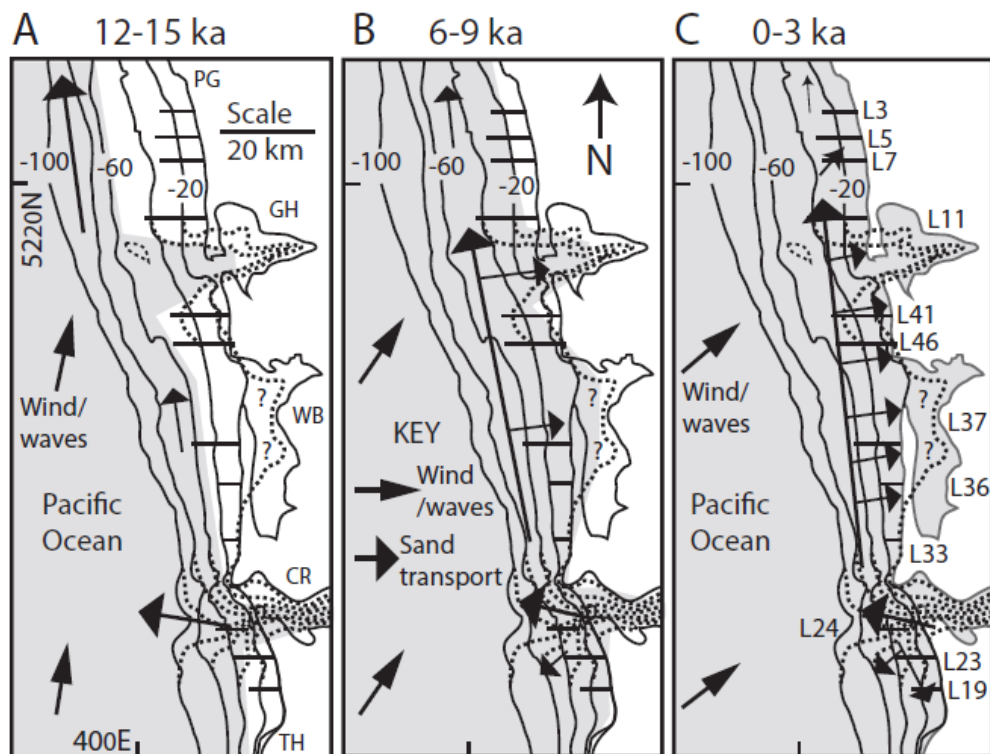 A 12-15 ka
PG
Scale
20 km
-100
-60
-20
5220N
GH
Wind/
waves
?
WB
?
Pacific
Ocean
CR
400E
TH
B 6-9 ka
N
-100
-60
-20
?
KEY
?
Wind
/waves
Sand
transport
C 0-3 ka
L3
L5
L7
-100
-60
-20
L11
L41
L46
Wind/
waves
?
L37
?
Pacific
Ocean
L36
L33
L24
L23
L19